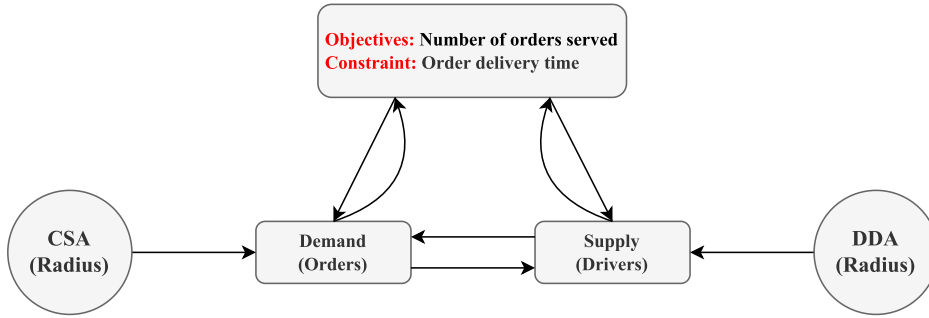 Objectives: Number of orders served
Constraint: Order delivery time
CSA
(Radius)
Demand
(Orders)
Supply
(Drivers)
DDA
(Radius)